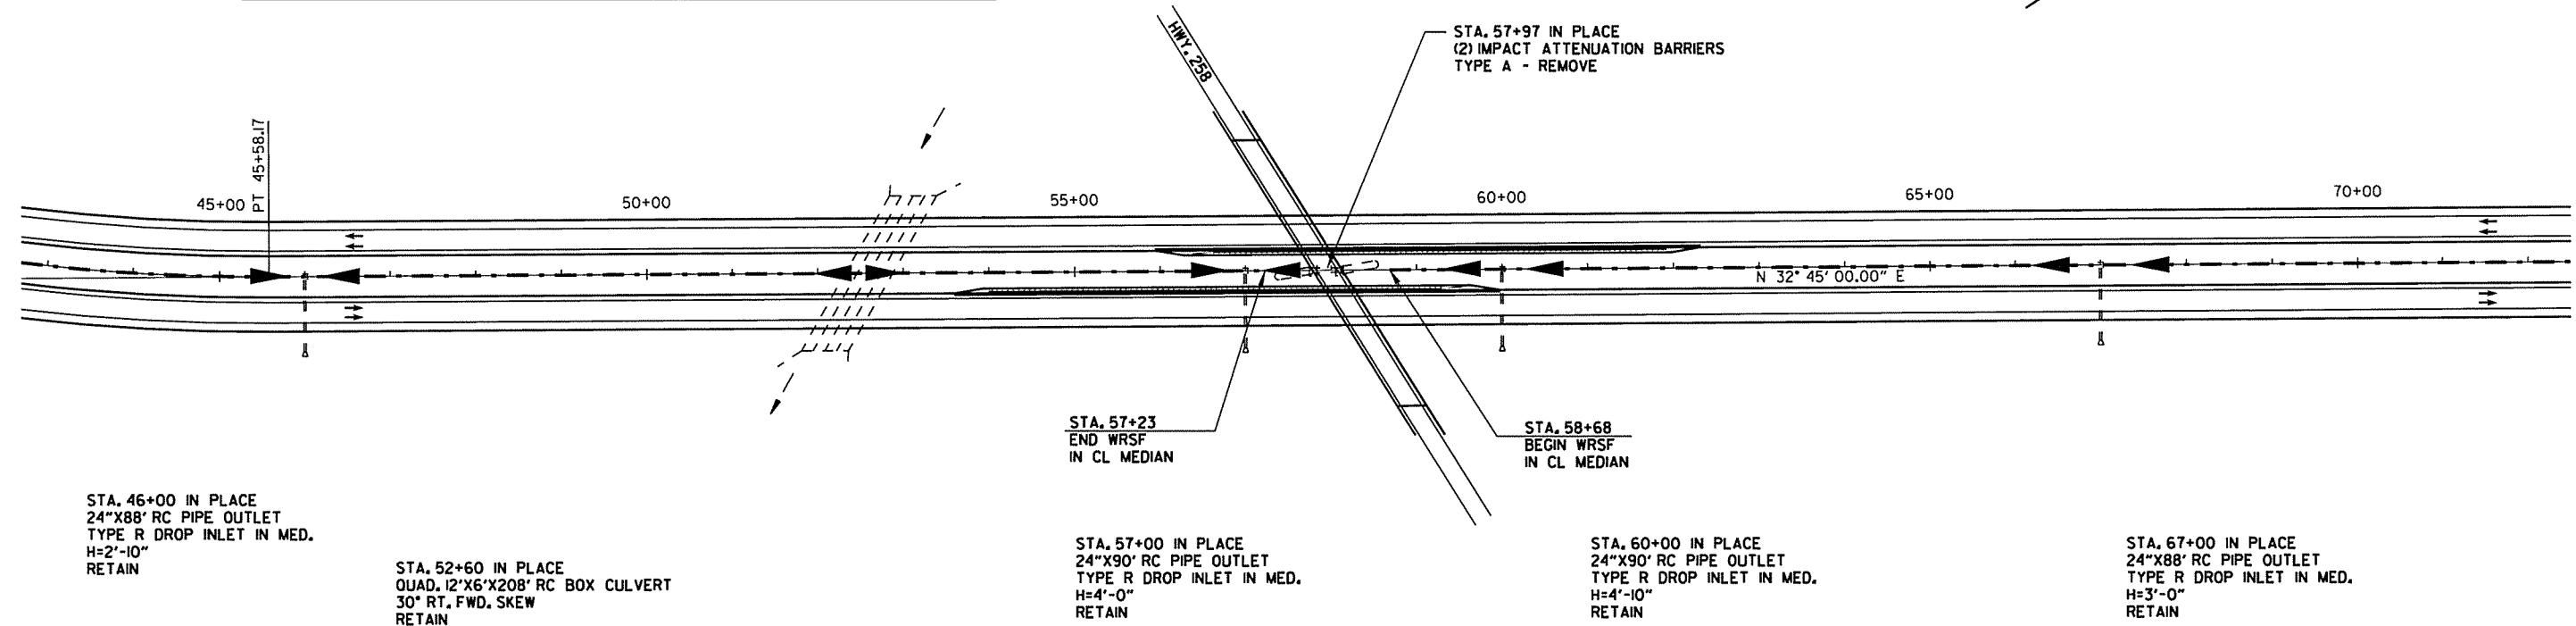 HWY. 258
STA. 57+97 IN PLACE
(2) IMPACT ATTENUATION BARRIERS
TYPE A - REMOVE
PT 45+58.17
45+00
50+00
55+00
60+00
65+00
70+00
N 32° 45' 00.00" E
STA. 57+23
END WRSF
IN CL MEDIAN
STA. 58+68
BEGIN WRSF
IN CL MEDIAN
STA. 46+00 IN PLACE
24"X88' RC PIPE OUTLET
TYPE R DROP INLET IN MED.
H=2'-10"
RETAIN
STA. 52+60 IN PLACE
QUAD. 12'X6'X208' RC BOX CULVERT
30° RT. FWD. SKEW
RETAIN
STA. 57+00 IN PLACE
24"X90' RC PIPE OUTLET
TYPE R DROP INLET IN MED.
H=4'-0"
RETAIN
STA. 60+00 IN PLACE
24"X90' RC PIPE OUTLET
TYPE R DROP INLET IN MED.
H=4'-10"
RETAIN
STA. 67+00 IN PLACE
24"X88' RC PIPE OUTLET
TYPE R DROP INLET IN MED.
H=3'-0"
RETAIN